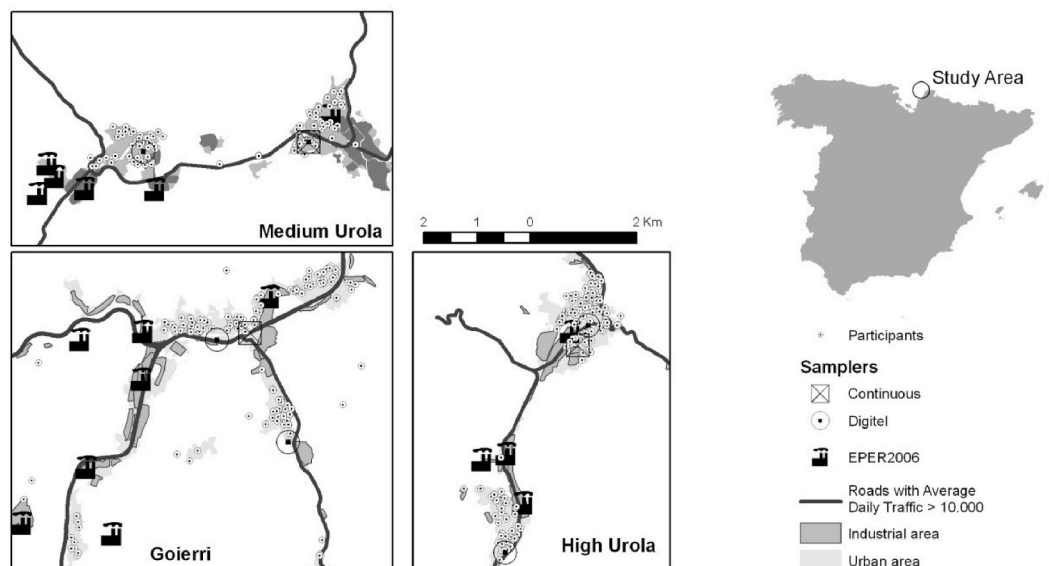 Medium Urola
2 1 0 2 Km
Goierri
High Urola
Study Area
Participants
Samplers
Continuous
Digitel
EPER2006
Roads with Average
Daily Traffic > 10.000
Industrial area
Urban area